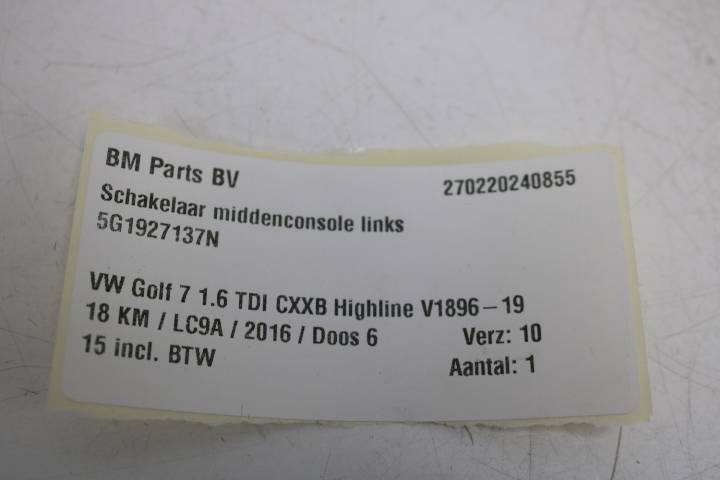 BM Parts BV 270220240855
Schakelaar middenconsole links
5G1927137N
VW Golf 7 1.6 TDI CXXB Highline V1896-19
18 KM / LC9A / 2016 / Doos 6 Verz: 10
15 incl. BTW Aantal: 1